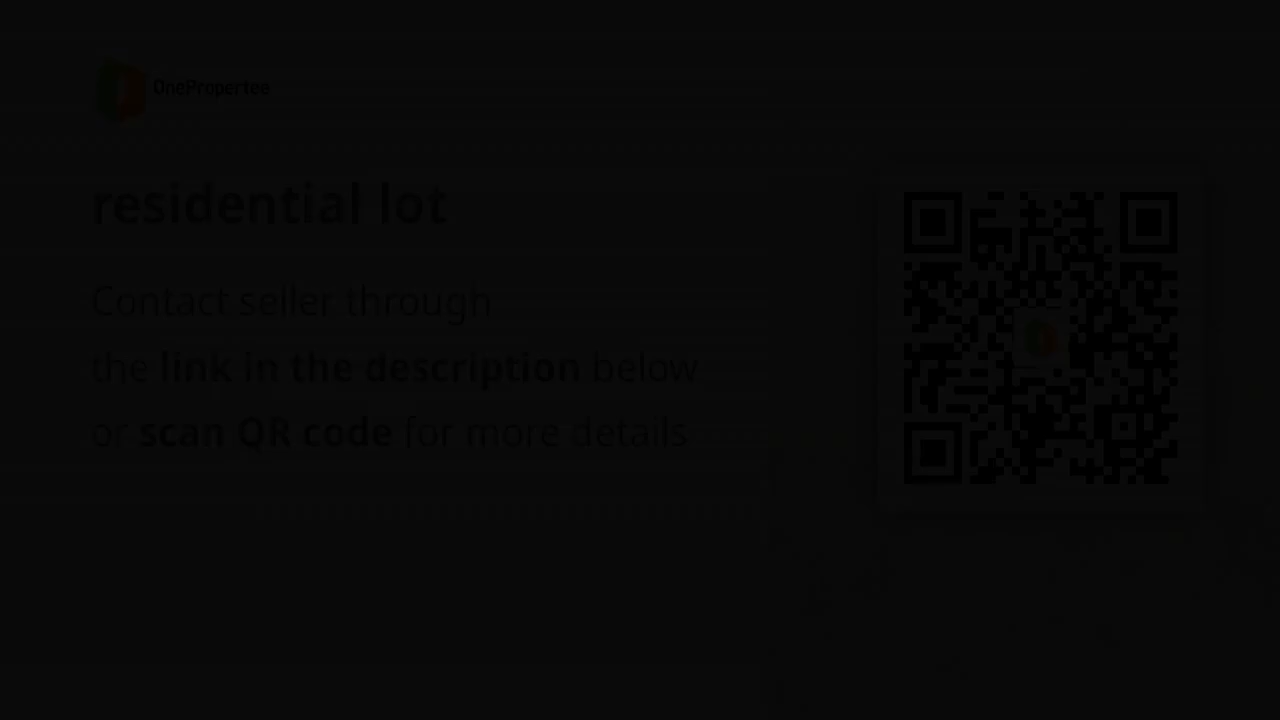 OnePropertee
residential lot
Contact seller through
the link in the description below
or scan QR code for more details